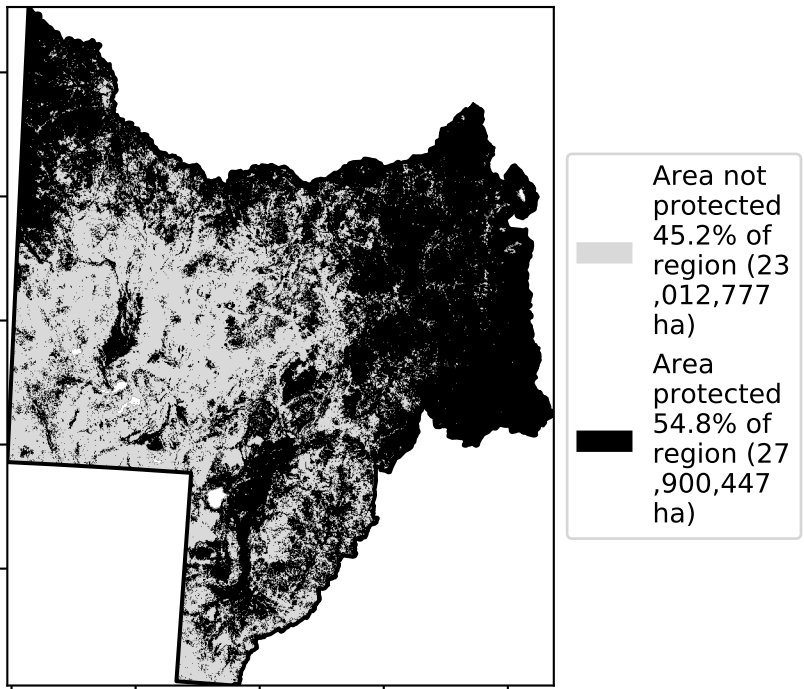 Area not
protected
45.2% of
region (23
,012,777
ha)
Area
protected
54.8% of
region (27
,900,447
ha)